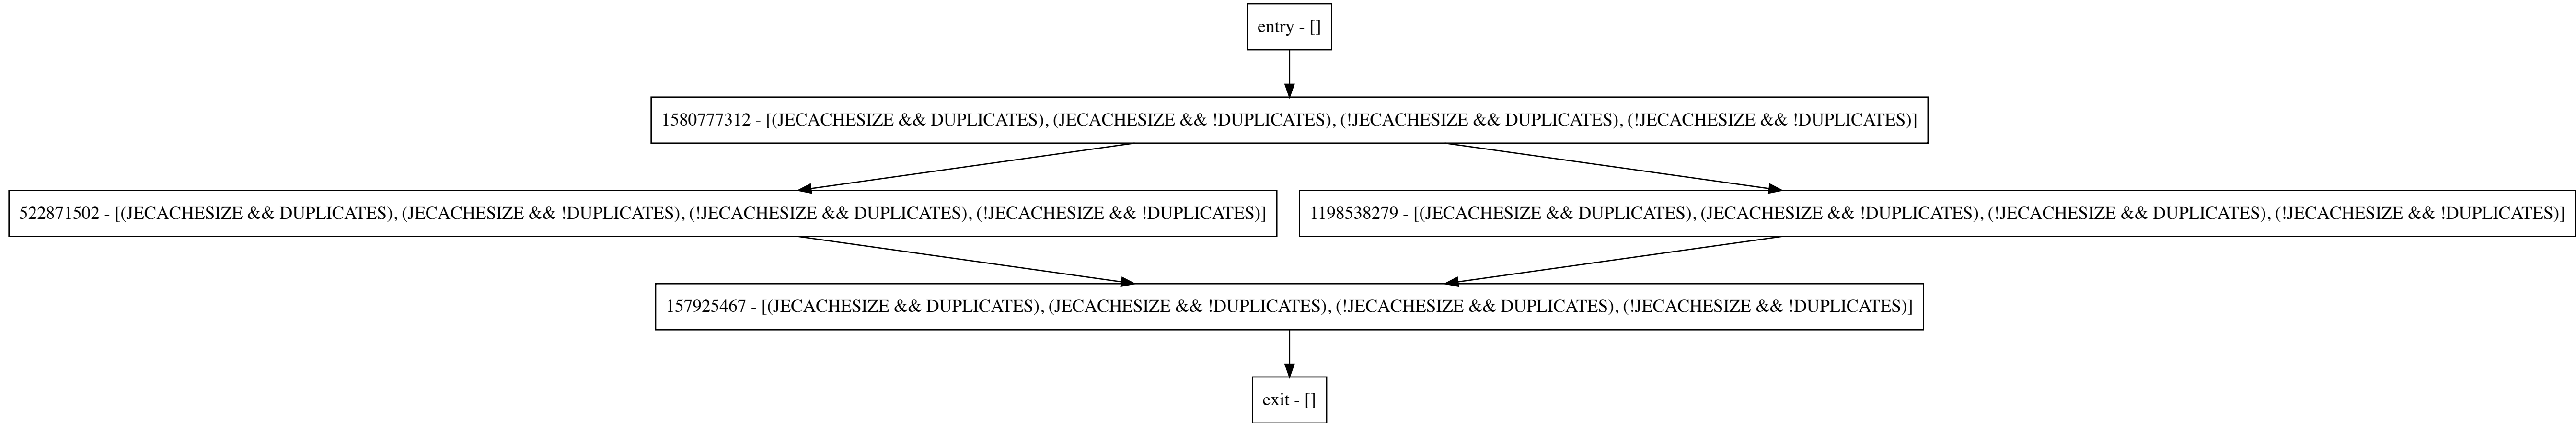 entry - []
1580777312 - [(JECACHESIZE && DUPLICATES), (JECACHESIZE && !DUPLICATES), (!JECACHESIZE && DUPLICATES), (!JECACHESIZE && !DUPLICATES)]
522871502 - [(JECACHESIZE && DUPLICATES), (JECACHESIZE && !DUPLICATES), (!JECACHESIZE && DUPLICATES), (!JECACHESIZE && !DUPLICATES)]
1198538279 - [(JECACHESIZE && DUPLICATES), (JECACHESIZE && !DUPLICATES), (!JECACHESIZE && DUPLICATES), (!JECACHESIZE && !DUPLICATES)]
157925467 - [(JECACHESIZE && DUPLICATES), (JECACHESIZE && !DUPLICATES), (!JECACHESIZE && DUPLICATES), (!JECACHESIZE && !DUPLICATES)]
exit - []